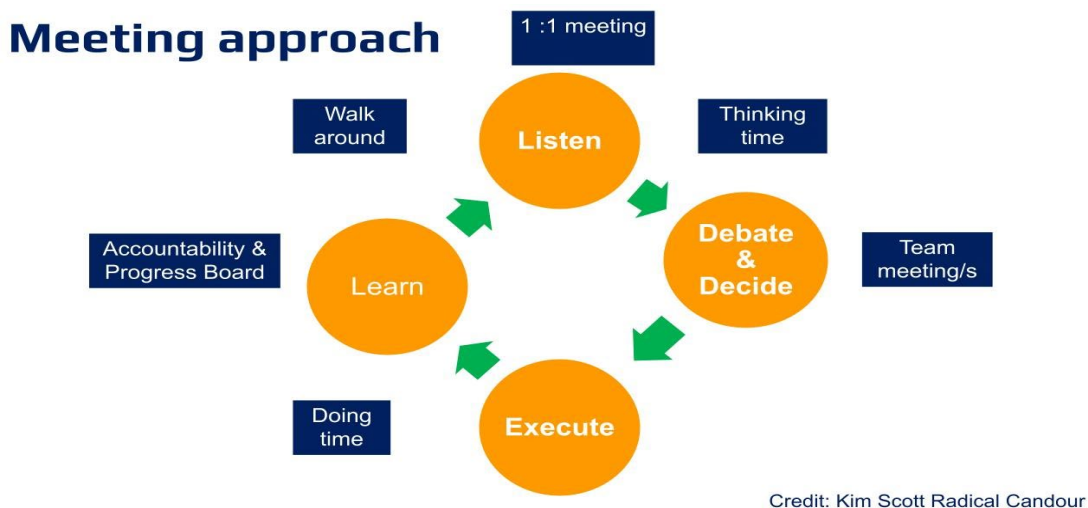 Meeting approach
1 :1 meeting
Walk
around
Listen
Thinking
time
Accountability &
Progress Board
Learn
Debate
&
Decide
Team
meeting/s
Doing
time
Execute
Credit: Kim Scott Radical Candour